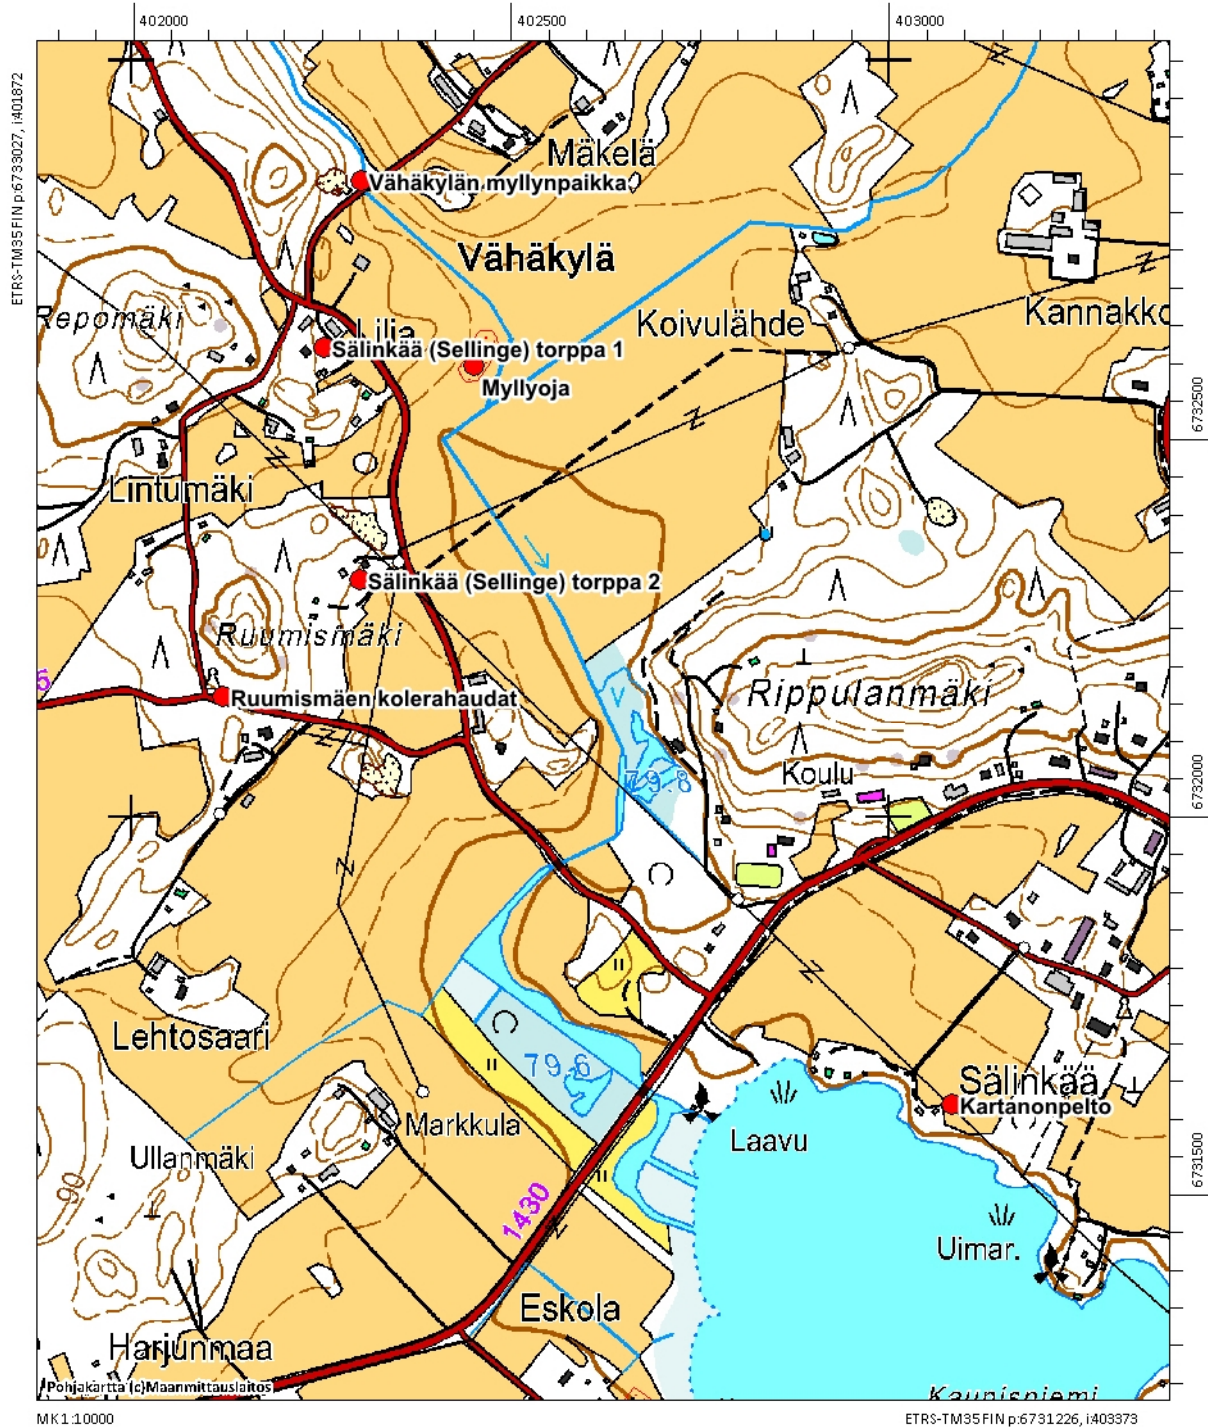 402000
402500
403000
ETRS-TM35FIN p:6733027, i:401872
Mäkelä
Vähäkylän myllynpaikka
Vähäkylä
Repomäki
Lilja
Koivulähde
Kannakko
Sälinkää (Sellinge) torppa 1
Myllyoja
6732500
Lintumäki
Sälinkää (Sellinge) torppa 2
Ruumismäki
5
Ruumismäen kolerahaudat
Rippulanmäki
79.8
Koulu
6732000
Lehtosaari
79.6
Sälinkää
Kartanonpelto
Markkula
Laavu
Ullanmäki
90
6731500
1430
Uimar.
Eskola
Harjunmaa
Pohjakartta (c)Maanmittauslaitos
Kaunisniemi
MK 1:10000
ETRS-TM35FIN p:6731226, i:403373